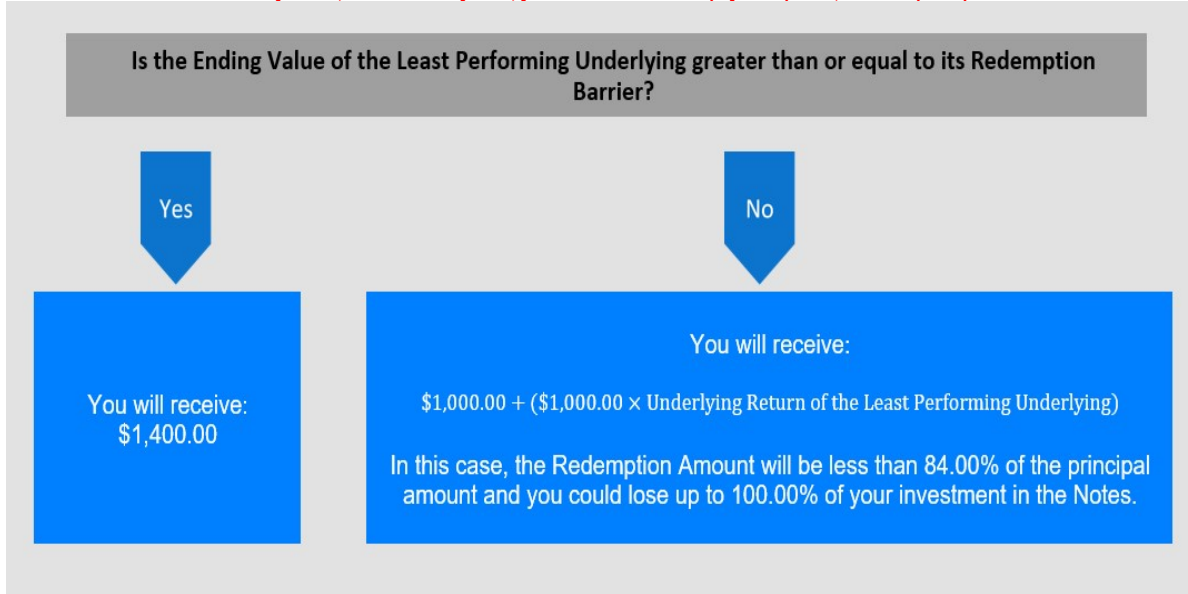 Is the Ending Value of the Least Performing Underlying greater than or equal to its Redemption
Barrier?
Yes
No
You will receive:
$1,400.00
You will receive:
$1,000.00 + ($1,000.00 × Underlying Return of the Least Performing Underlying)
In this case, the Redemption Amount will be less than 84.00% of the principal
amount and you could lose up to 100.00% of your investment in the Notes.